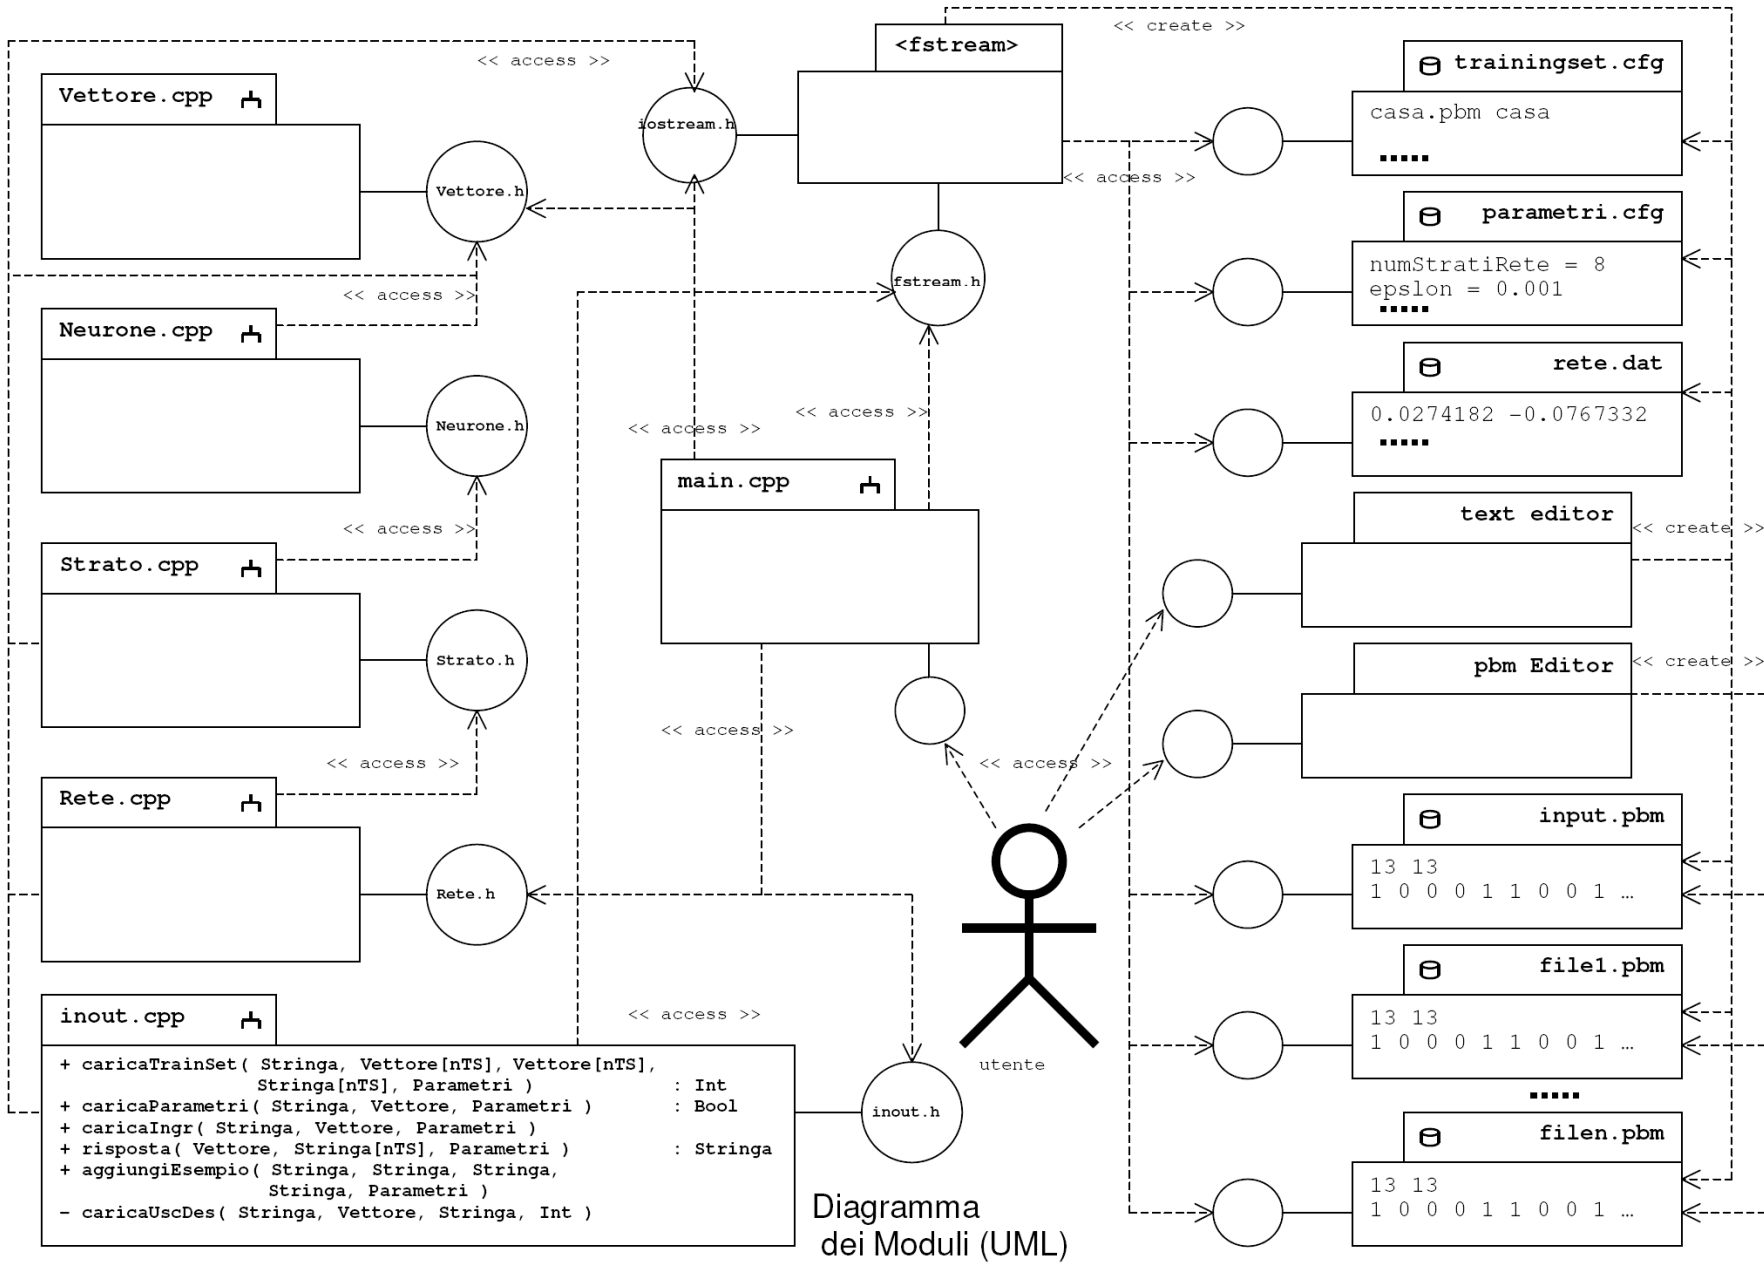 << create >>
<fstream>
<< access >>
trainingset.cfg
casa.pbm casa
.....
Vettore.cpp
iostream.h
Vettore.h
<< access >>
parametri.cfg
numStratiRete = 8
epslon = 0.001
.....
fstream.h
<< access >>
Neurone.cpp
rete.dat
0.0274182 -0.0767332
.....
<< access >>
<< access >>
Neurone.h
main.cpp
text editor
<< create >>
<< access >>
Strato.cpp
Strato.h
pbm Editor
<< create >>
<< access >>
<< access >>
<< access >>
Rete.cpp
Rete.h
input.pbm
13 13
1 0 0 0 1 1 0 0 1 ...
file1.pbm
13 13
1 0 0 0 1 1 0 0 1 ...
.....
inout.cpp
<< access >>
utente
+ caricaTrainSet( Stringa, Vettore[nTS], Vettore[nTS],
Stringa[nTS], Parametri ) : Int
+ caricaParametri( Stringa, Vettore, Parametri ) : Bool
+ caricaIngr( Stringa, Vettore, Parametri )
+ risposta( Vettore, Stringa[nTS], Parametri ) : Stringa
+ aggiungiEsempio( Stringa, Stringa, Stringa,
Stringa, Parametri )
- caricaUscDes( Stringa, Vettore, Stringa, Int )
inout.h
filen.pbm
13 13
1 0 0 0 1 1 0 0 1 ...
Diagramma
dei Moduli (UML)